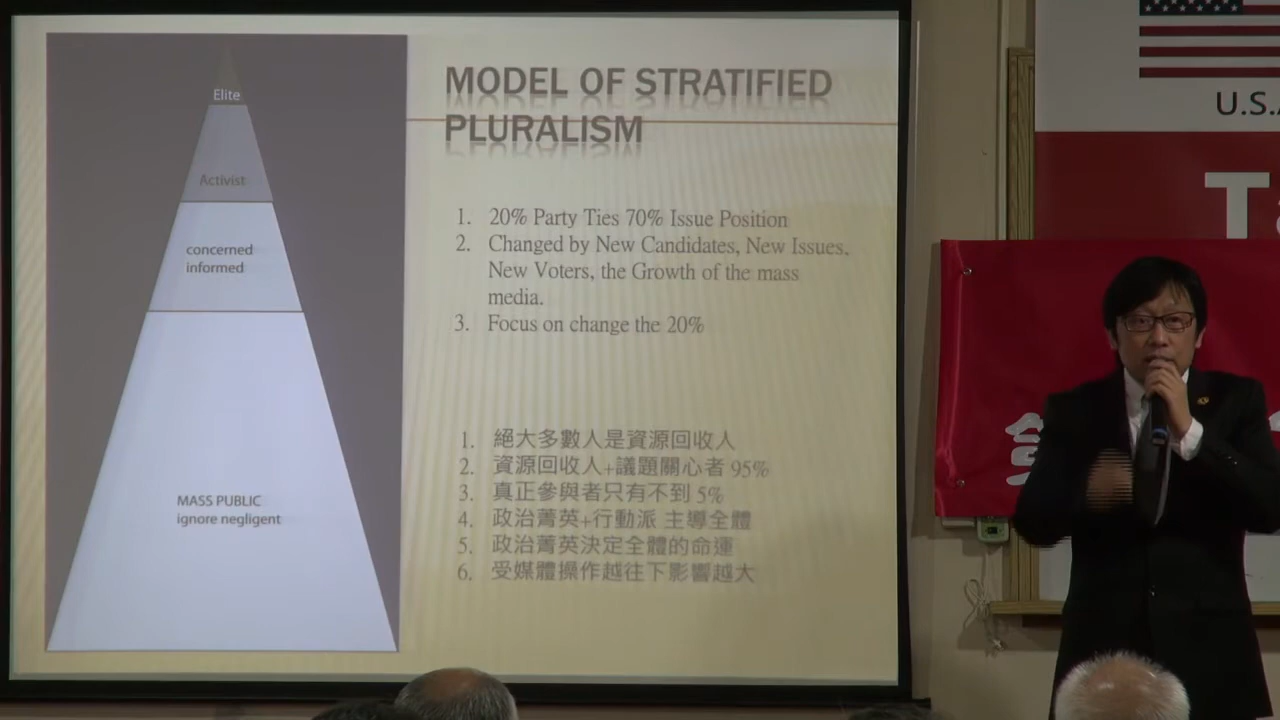 Elite
Activist
concerned
informed
MASS PUBLIC
ignore negligent
MODEL OF STRATIFIED
PLURALISM
1. 20% Party Ties 70% Issue Position
2. Changed by New Candidates, New Issues,
New Voters, the Growth of the mass
media.
3. Focus on change the 20%
1. 絕大多數人是資源回收人
2. 資源回收人+議題關心者 95%
3. 真正參與者只有不到 5%
4. 政治菁英+行動派 主導全體
5. 政治菁英決定全體的命運
6. 受媒體操作越往下影響越大
U.S.